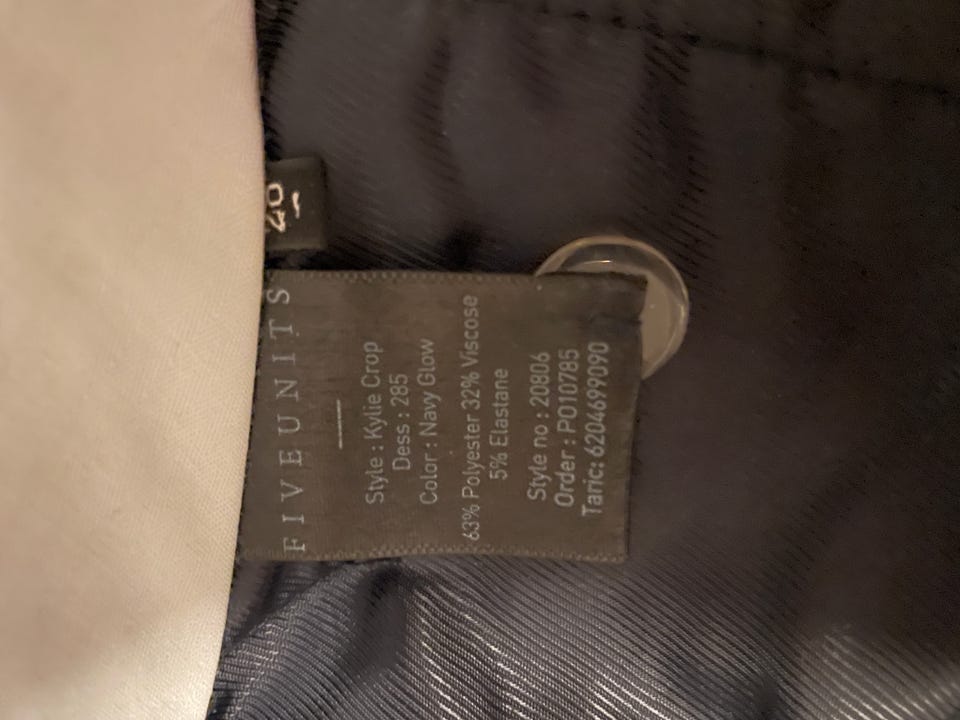 40
FIVEUNITS
Style : Kylie Crop
Dess : 285
Color : Navy Glow
63% Polyester 32% Viscose
5% Elastane
Style no : 20806
Order : PO10785
Taric: 6204699090